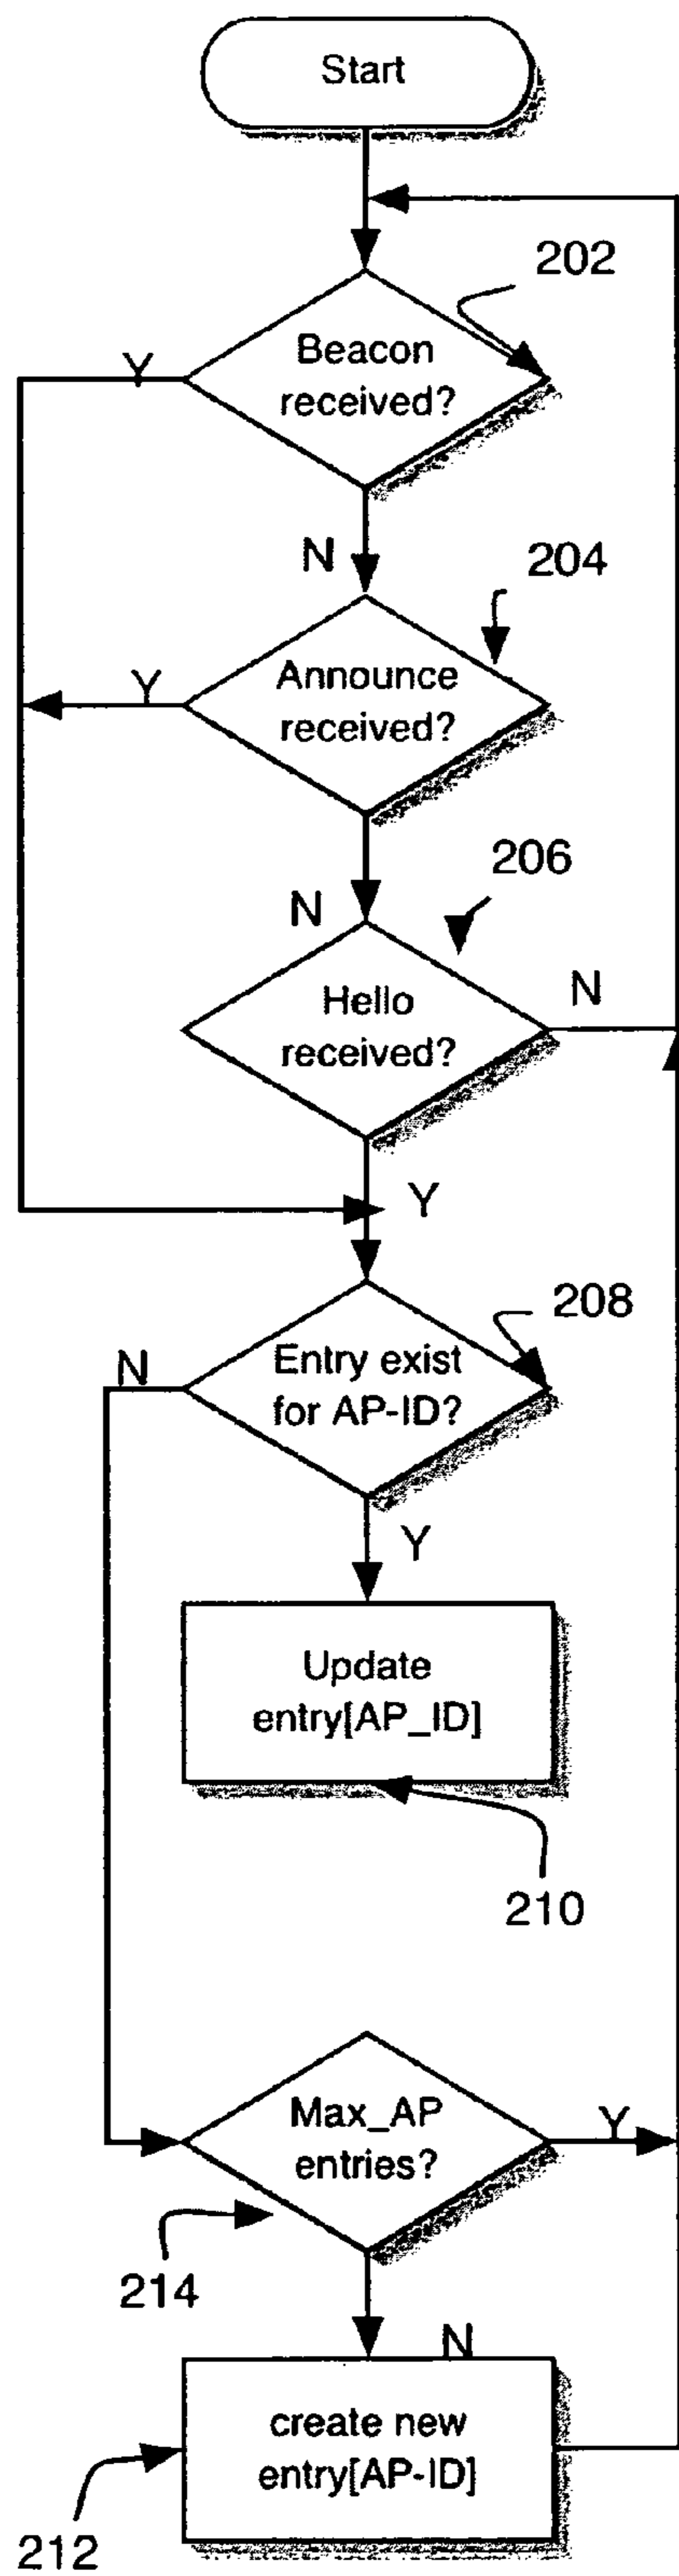 Start
202
Beacon
received?
Y
N
204
Announce
received?
Y
206
N
Hello
received?
N
Y
208
N
Entry exist
for AP-ID?
Y
Update
entry[AP_ID]
210
Max_AP
entries?
Y
214
N
create new
entry[AP-ID]
212